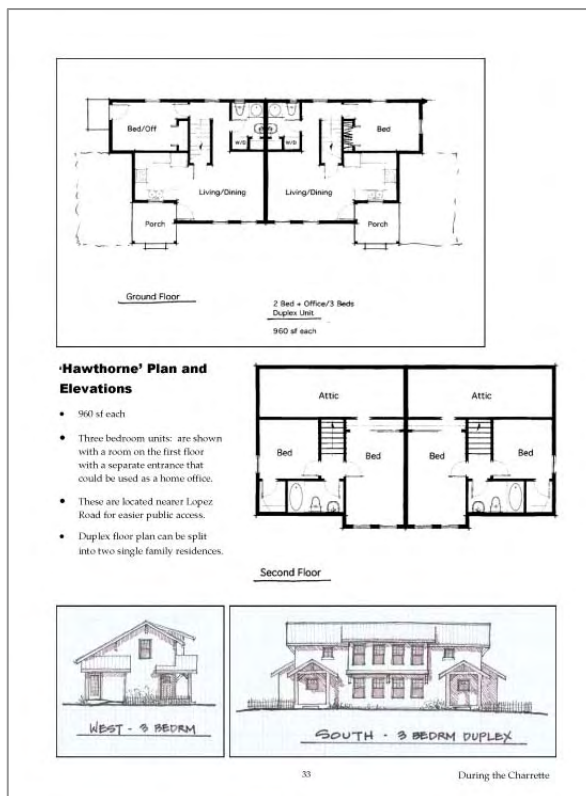 Bed/Off
W/D
W/D
Bed
Living/Dining
Living/Dining
Porch
Porch
Ground Floor
2 Bed + Office/3 Beds
Duplex Unit
960 sf each
‘Hawthorne’ Plan and
Elevations
• 960 sf each
• Three bedroom units: are shown
with a room on the first floor
with a separate entrance that
could be used as a home office.
• These are located nearer Lopez
Road for easier public access.
• Duplex floor plan can be split
into two single family residences.
Attic
Attic
Bed
Bed
Bed
Bed
Second Floor
WEST - 3 BEDRM
SOUTH - 3 BEDRM DUPLEX
33
During the Charrette